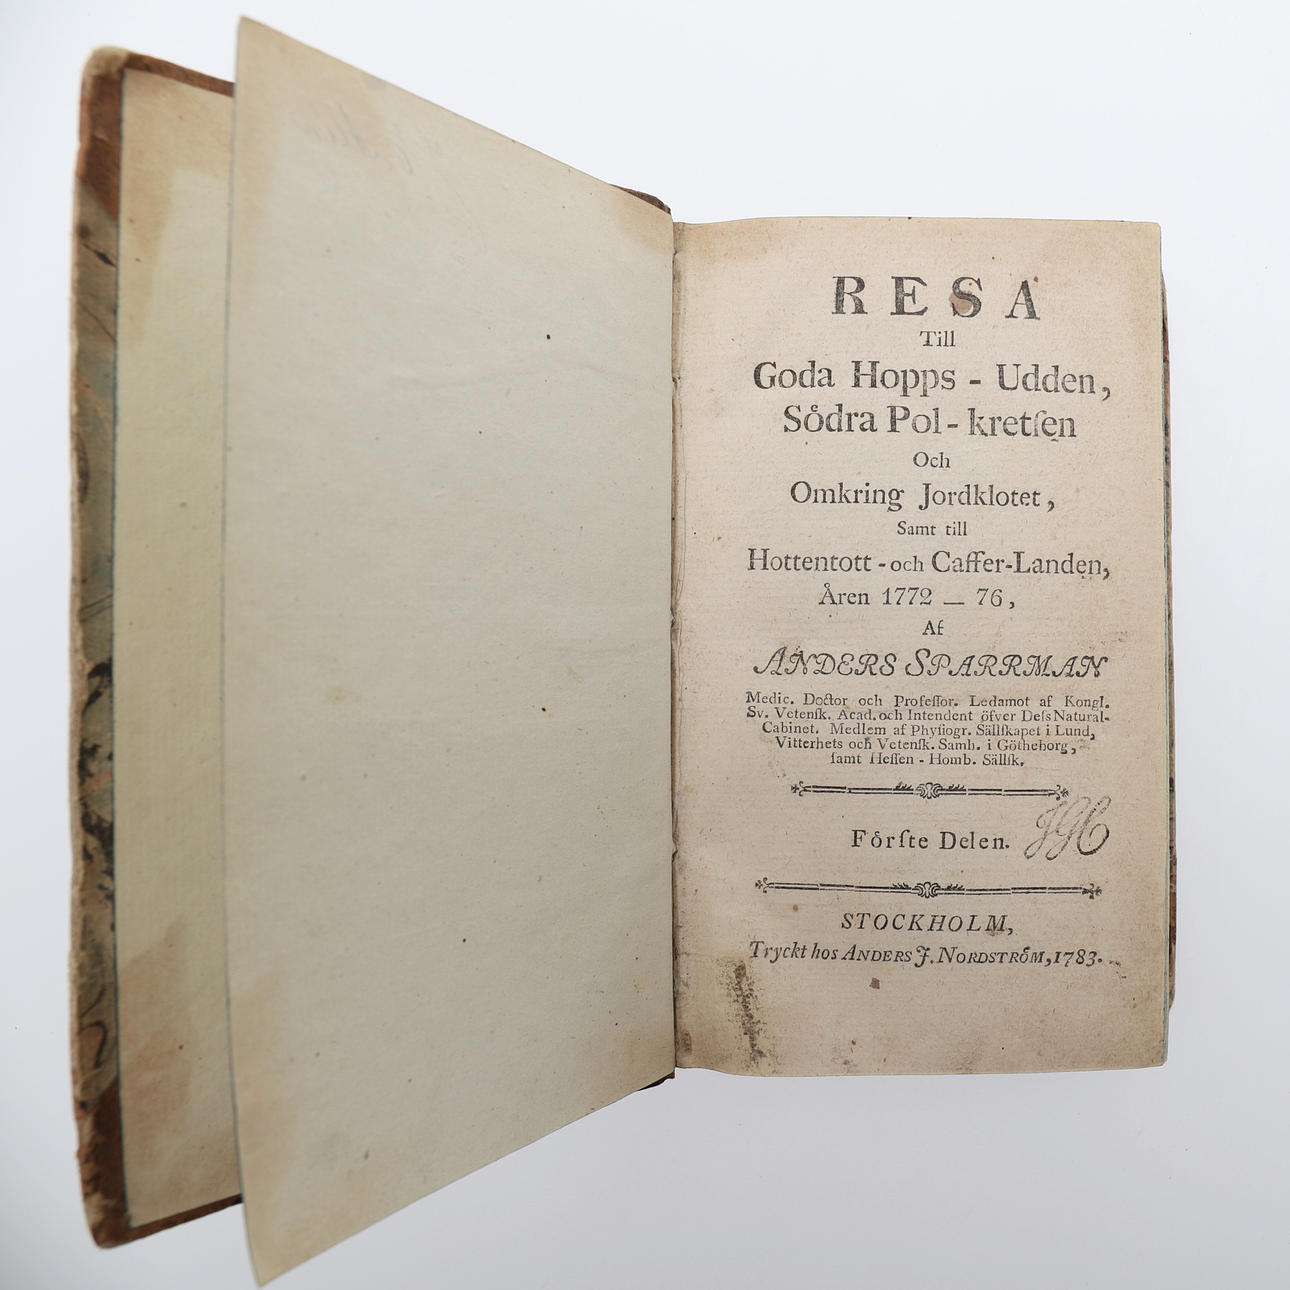 RESA
Till
Goda Hopps - Udden,
Sôdra Pol - kretſen
Och
Omkring Jordklotet,
Samt till
Hottentott - och Caffer-Landen,
Åren 1772 — 76,
Af
ANDERS SPARRMAN
Medic. Doctor och Profeſſor. Ledamot af Kongl.
Sv. Vetenſk. Acad. och Intendent öfver Deſs Natural-
Cabinet. Medlem af Phyſiogr. Sällſkapet i Lund,
Vitterhets och Vetenſk. Samh. i Götheborg,
ſamt Heſſen - Homb. Sällſk.
Fôrſte Delen.
STOCKHOLM,
Tryckt hos ANDERS J. NORDSTRÖM, 1783.